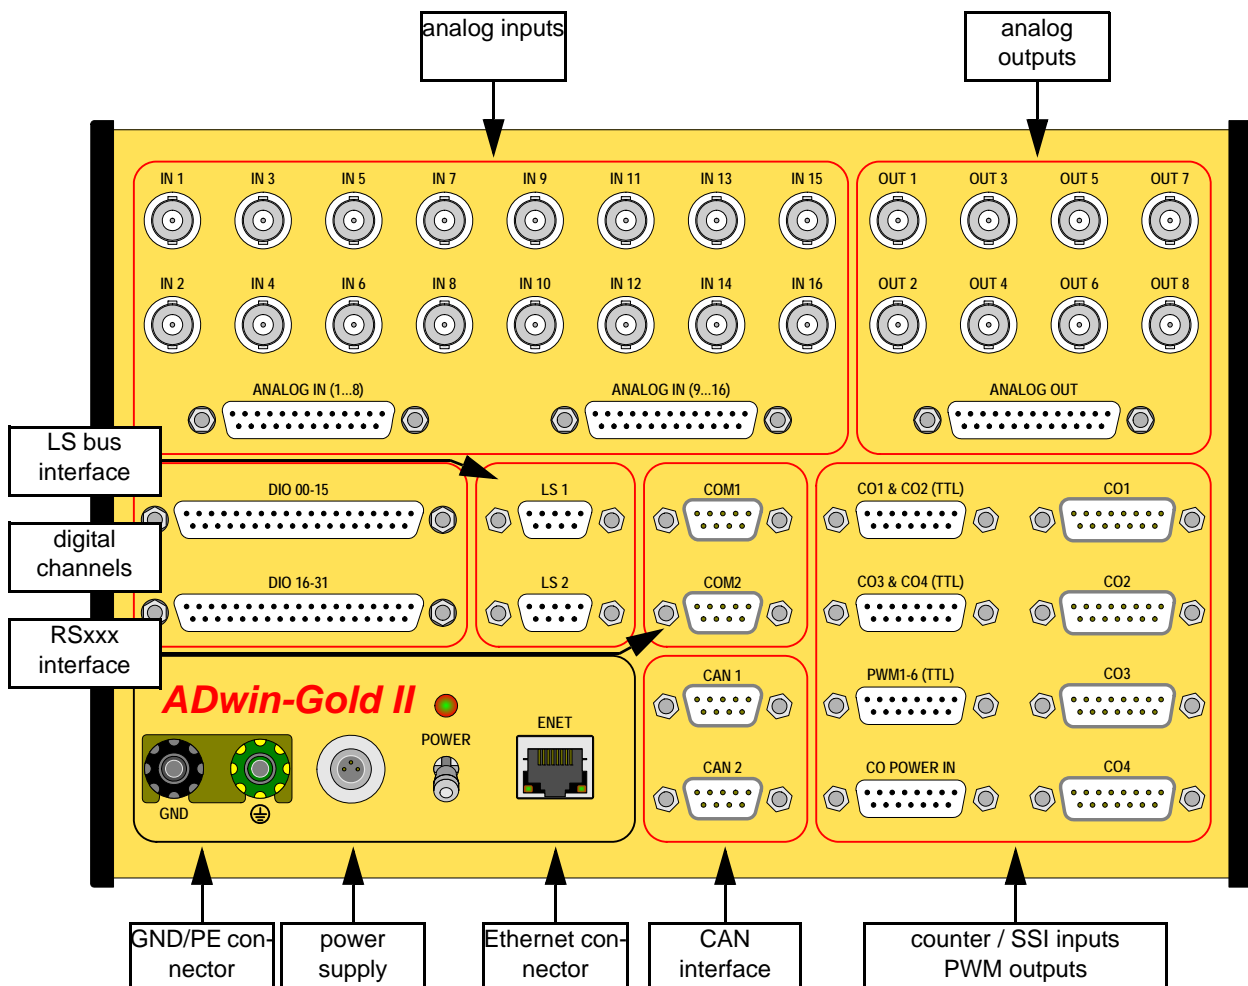 analog inputs
analog
outputs
IN 1 IN 3 IN 5 IN 7 IN 9 IN 11 IN 13 IN 15
OUT 1 OUT 3 OUT 5 OUT 7
IN 2 IN 4 IN 6 IN 8 IN 10 IN 12 IN 14 IN 16
OUT 2 OUT 4 OUT 6 OUT 8
ANALOG IN (1...8) ANALOG IN (9...16)
ANALOG OUT
LS bus
interface
digital
channels
RSxxx
interface
DIO 00-15
DIO 16-31
LS 1
LS 2
COM1
COM2
CAN 1
CAN 2
CO1 & CO2 (TTL)
CO3 & CO4 (TTL)
PWM1-6 (TTL)
CO POWER IN
CO1
CO2
CO3
CO4
ADwin-Gold II
POWER
ENET
GND
GND/PE con-
nector
power
supply
Ethernet con-
nector
CAN
interface
counter / SSI inputs
PWM outputs